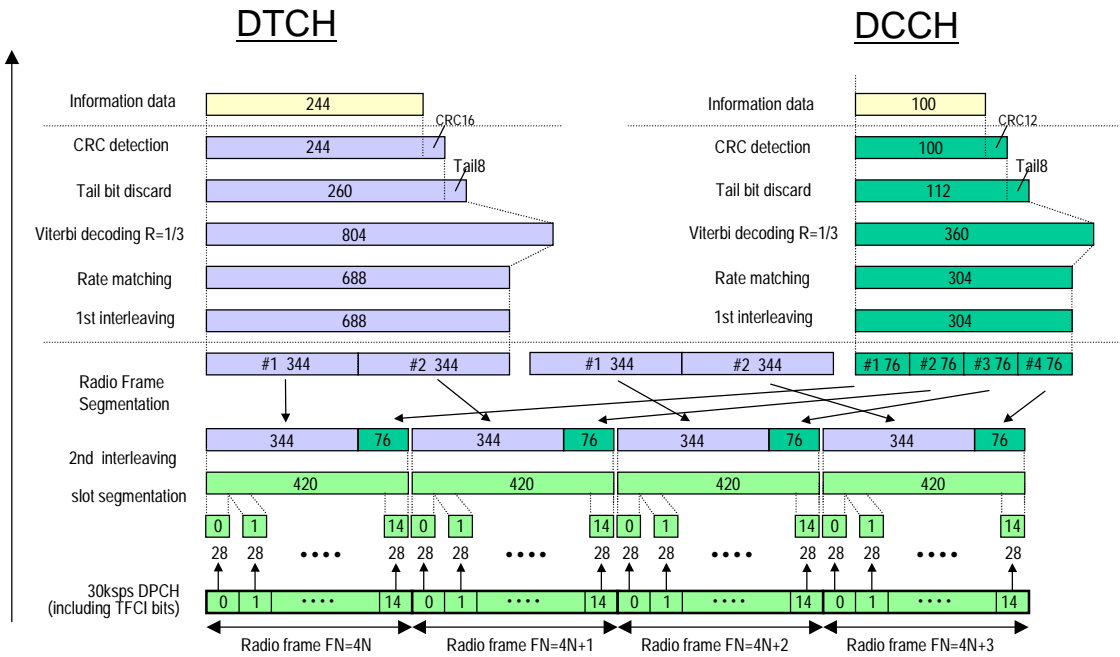 DTCH DCCH
Information data 244 Information data 100
CRC16 CRC12
CRC detection 244 CRC detection 100
Tail8 Tail8
Tail bit discard 260 Tail bit discard 112
Viterbi decoding R=1/3 804 Viterbi decoding R=1/3 360
Rate matching 688 Rate matching 304
1st interleaving 688 1st interleaving 304
#1 344 #2 344 #1 344 #2 344 #1 76 #2 76 #3 76 #4 76
Radio Frame
Segmentation
344 76 344 76 344 76 344 76
2nd interleaving
420 420 420 420
slot segmentation
0 1 14 0 1 14 0 1 14 0 1 14
28 28 •••• 28 28 28 •••• 28 28 28 •••• 28 28 28 •••• 28
30ksps DPCH
(including TFCI bits)
0 1 •••• 14 0 1 •••• 14 0 1 •••• 14 0 1 •••• 14
Radio frame FN=4N Radio frame FN=4N+1 Radio frame FN=4N+2 Radio frame FN=4N+3